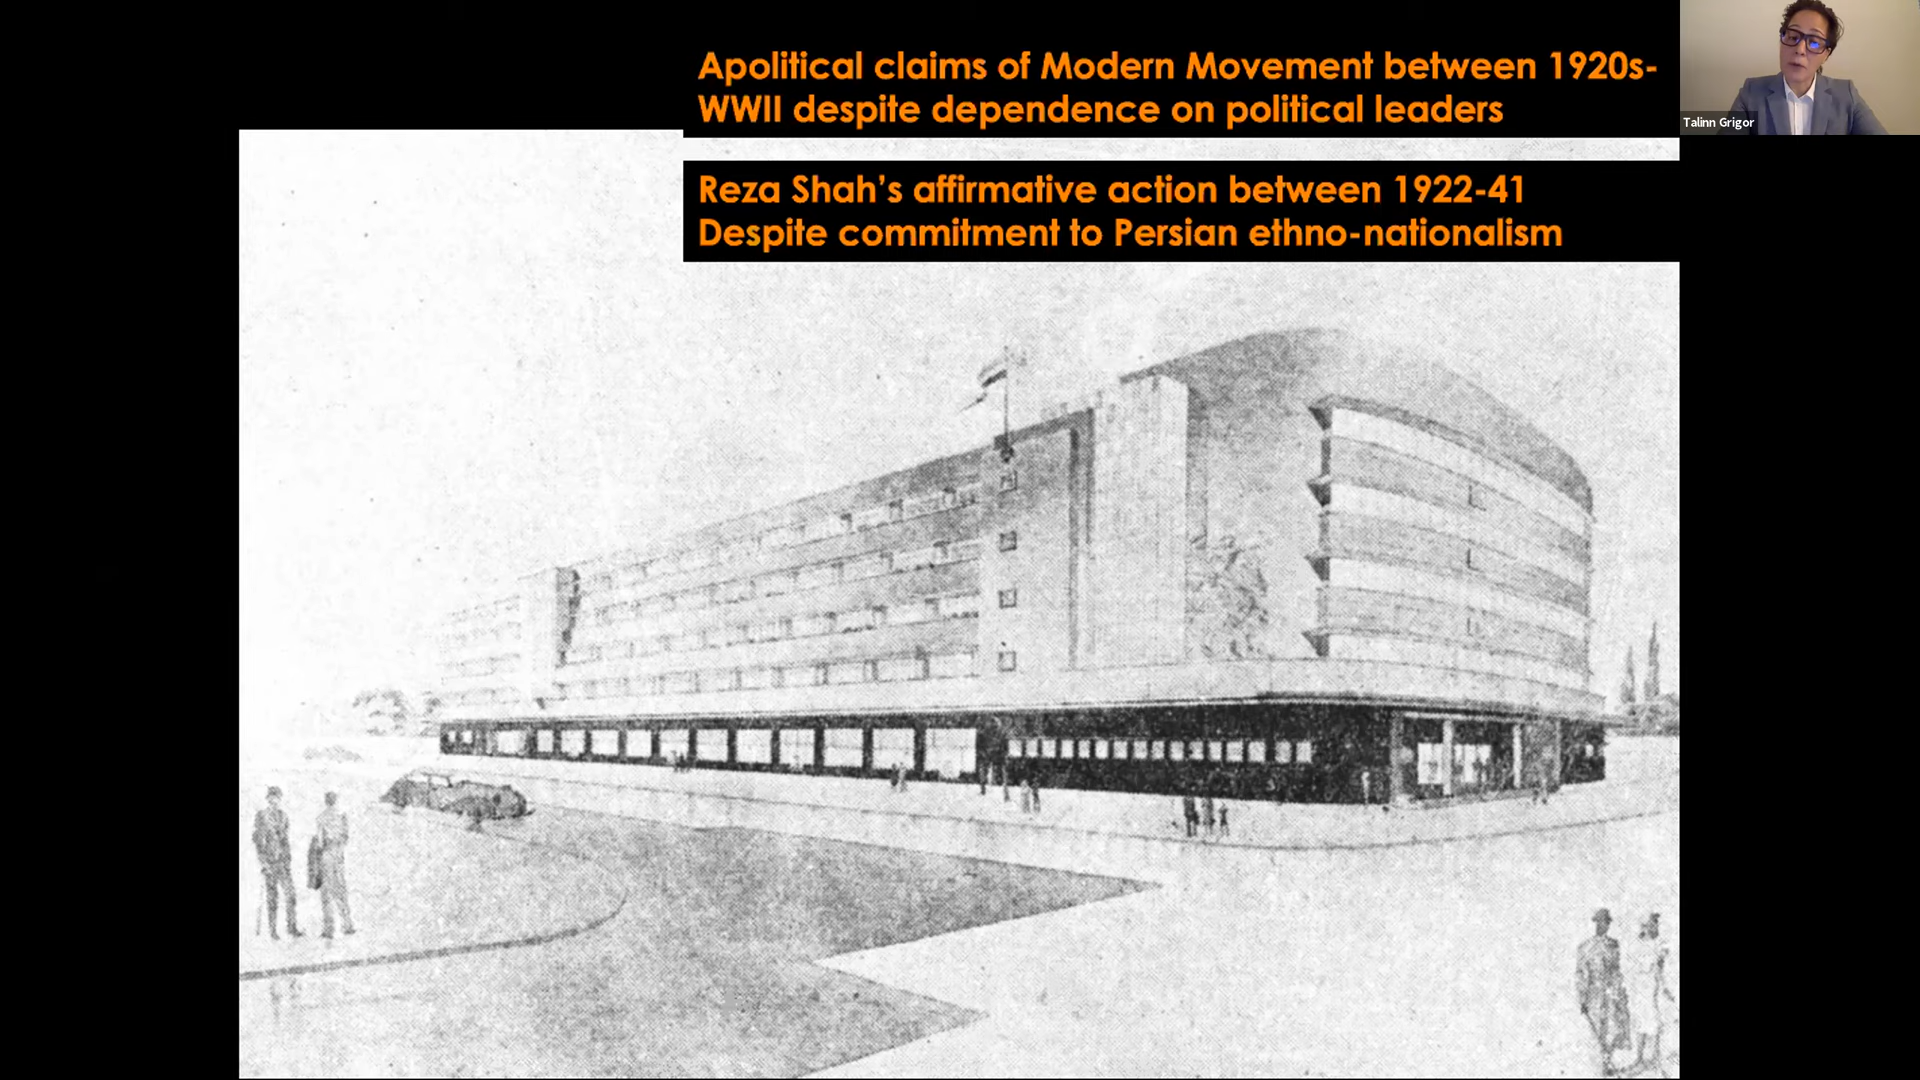 Apolitical claims of Modern Movement between 1920s-
WWII despite dependence on political leaders
Talinn Grigor
Reza Shah's affirmative action between 1922-41
Despite commitment to Persian ethno-nationalism